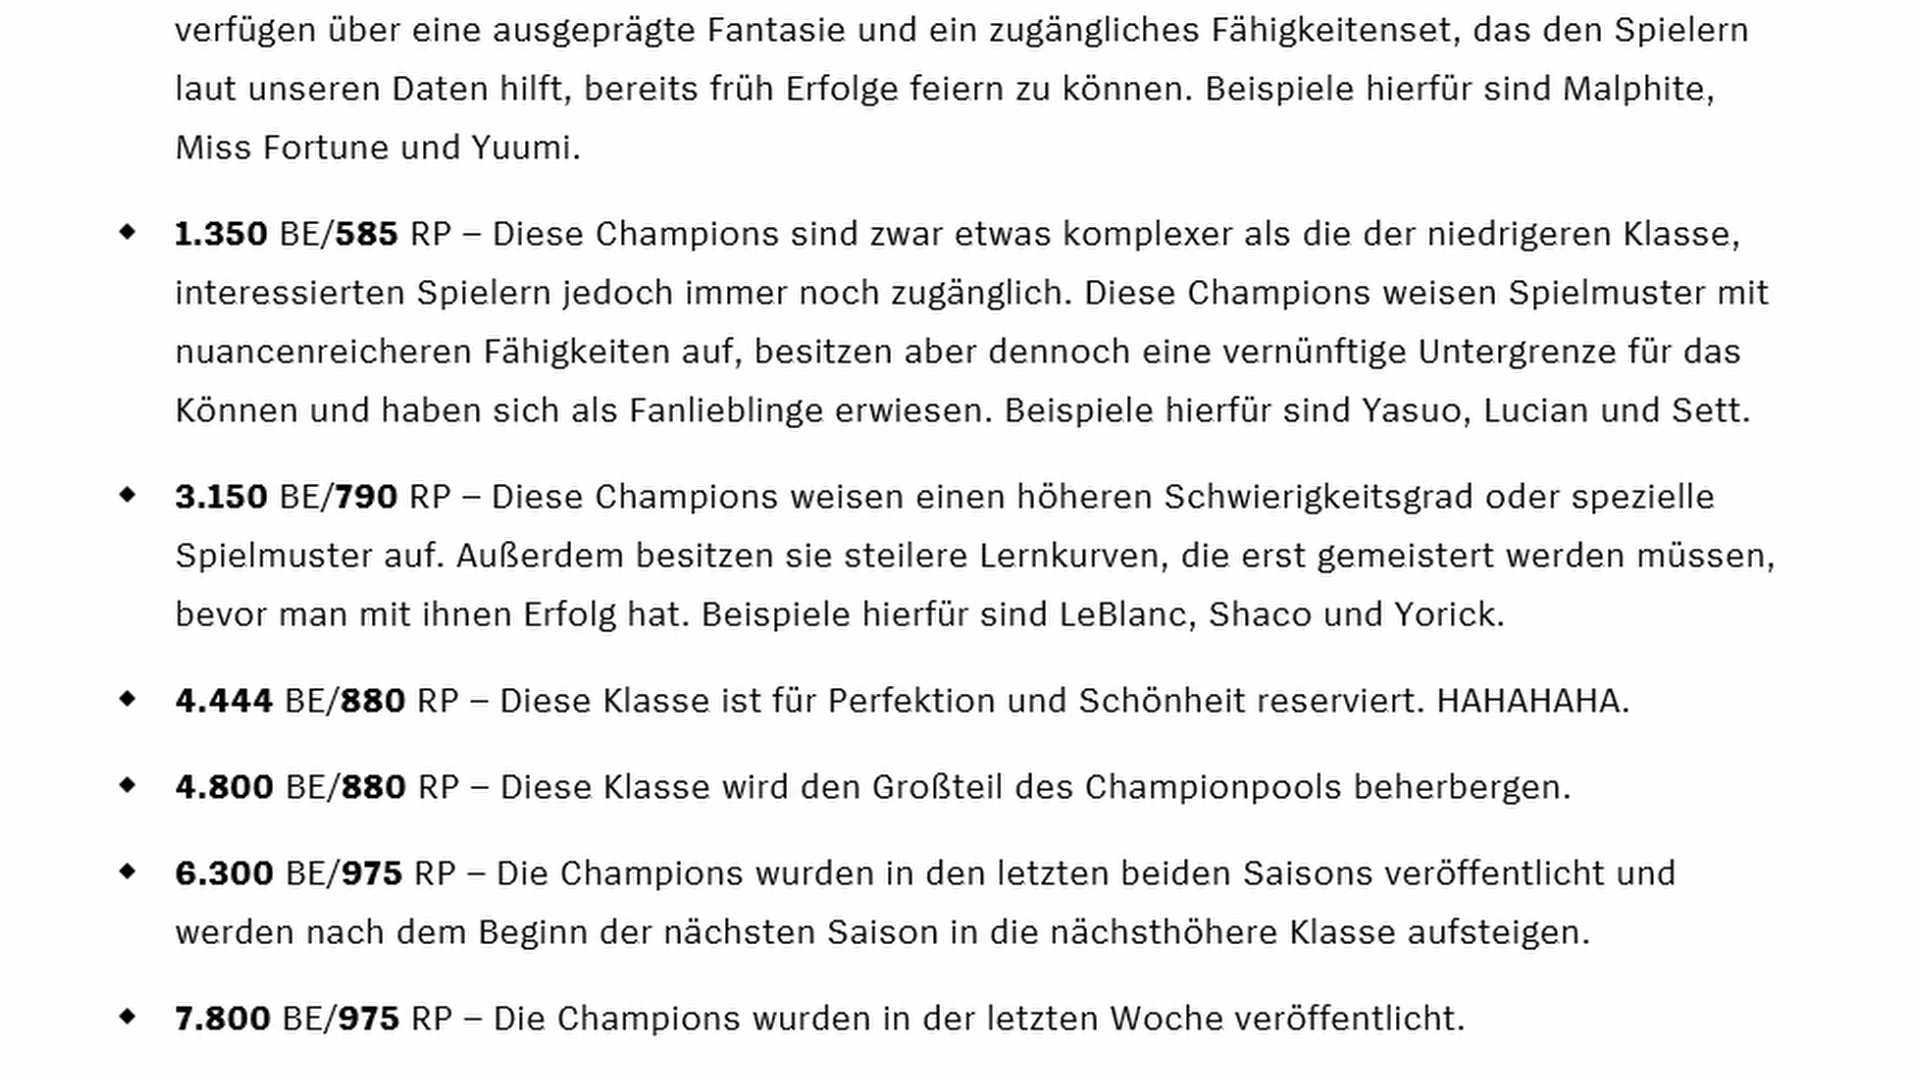 verfügen über eine ausgeprägte Fantasie und ein zugängliches Fähigkeitenset, das den Spielern
laut unseren Daten hilft, bereits früh Erfolge feiern zu können. Beispiele hierfür sind Malphite,
Miss Fortune und Yuumi.
◆ 1.350 BE/585 RP – Diese Champions sind zwar etwas komplexer als die der niedrigeren Klasse,
interessierten Spielern jedoch immer noch zugänglich. Diese Champions weisen Spielmuster mit
nuancenreicheren Fähigkeiten auf, besitzen aber dennoch eine vernünftige Untergrenze für das
Können und haben sich als Fanlieblinge erwiesen. Beispiele hierfür sind Yasuo, Lucian und Sett.
◆ 3.150 BE/790 RP – Diese Champions weisen einen höheren Schwierigkeitsgrad oder spezielle
Spielmuster auf. Außerdem besitzen sie steilere Lernkurven, die erst gemeistert werden müssen,
bevor man mit ihnen Erfolg hat. Beispiele hierfür sind LeBlanc, Shaco und Yorick.
◆ 4.444 BE/880 RP – Diese Klasse ist für Perfektion und Schönheit reserviert. HAHAHAHA.
◆ 4.800 BE/880 RP – Diese Klasse wird den Großteil des Championpools beherbergen.
◆ 6.300 BE/975 RP – Die Champions wurden in den letzten beiden Saisons veröffentlicht und
werden nach dem Beginn der nächsten Saison in die nächsthöhere Klasse aufsteigen.
◆ 7.800 BE/975 RP – Die Champions wurden in der letzten Woche veröffentlicht.